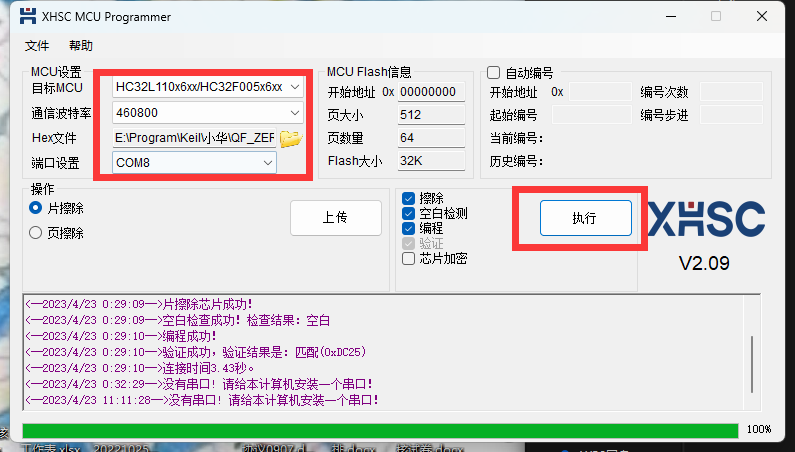 XHSC MCU Programmer
文件 帮助
MCU设置
目标MCU HC32L110x6xx/HC32F005x6xx
通信波特率 460800
Hex文件 E:\Program\Keil\小华\QF_ZEF
端口设置 COM8
MCU Flash信息
开始地址 0x 00000000
页大小 512
页数量 64
Flash大小 32K
自动编号
开始地址 0x 编号次数
起始编号 编号步进
当前编号:
历史编号:
操作
片擦除
页擦除
上传
擦除
空白检测
编程
验证
芯片加密
执行
XHSC
V2.09
<—2023/4/23 0:29:09—>片擦除芯片成功!
<—2023/4/23 0:29:09—>空白检查成功! 检查结果: 空白
<—2023/4/23 0:29:10—>编程成功!
<—2023/4/23 0:29:10—>验证成功, 验证结果是: 匹配(0xDC25)
<—2023/4/23 0:29:10—>连接时间3.43秒。
<—2023/4/23 0:32:29—>没有串口! 请给本计算机安装一个串口!
<—2023/4/23 11:11:28—>没有串口! 请给本计算机安装一个串口!
100%